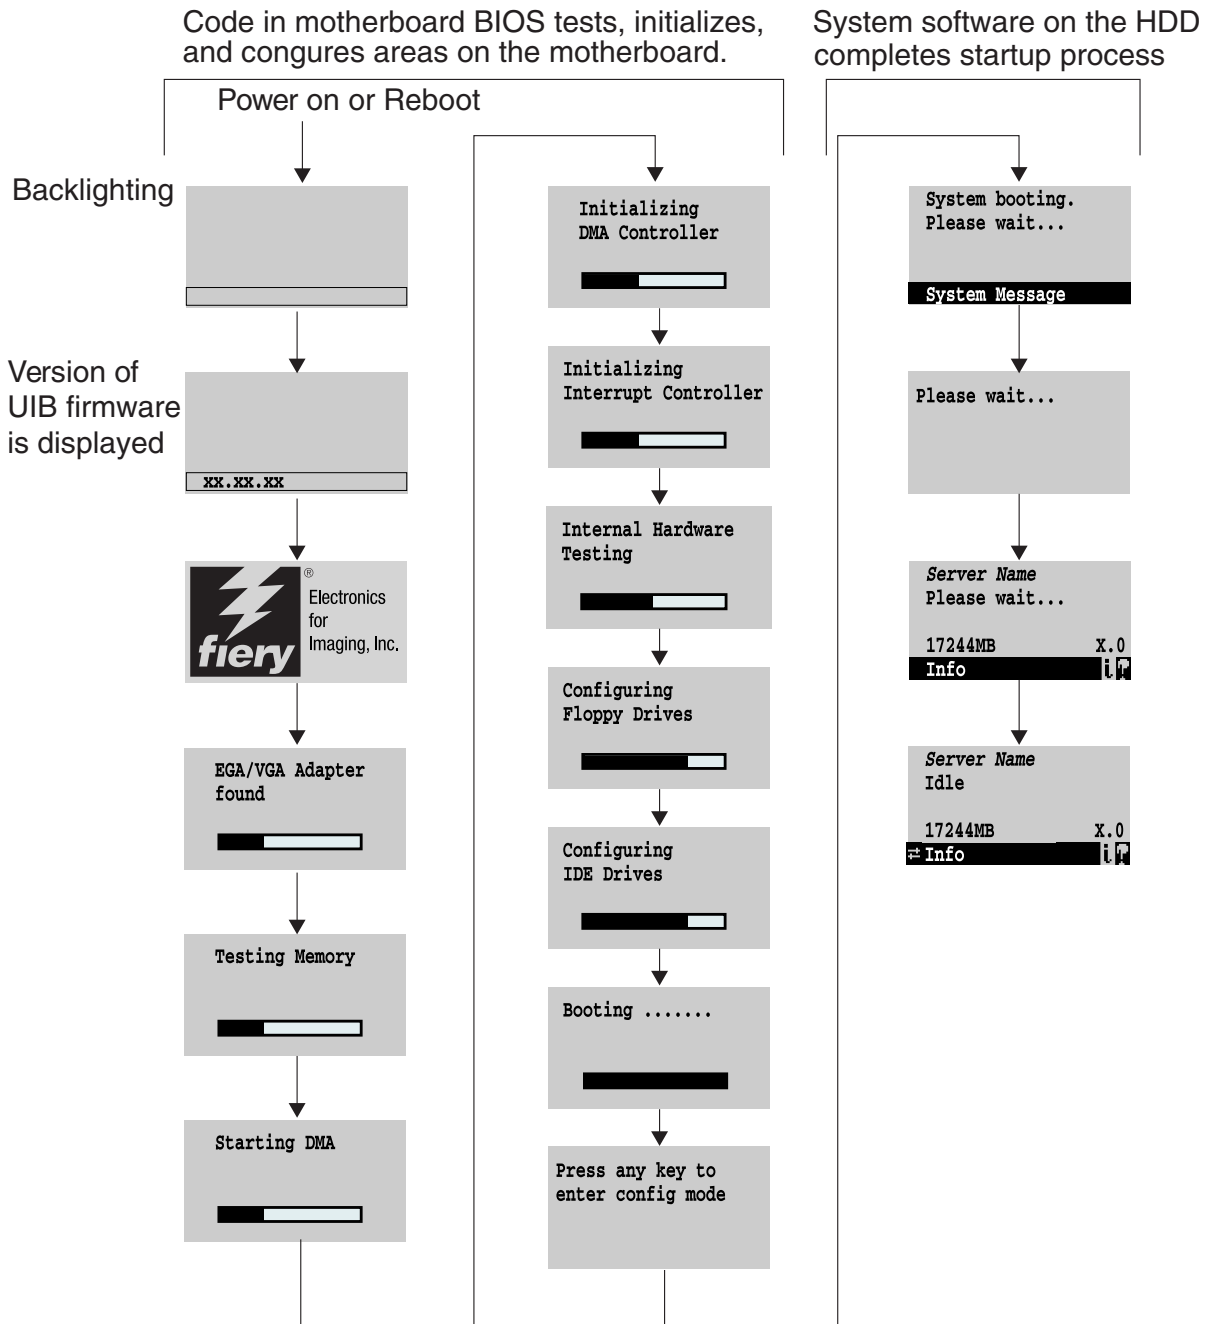 Code in motherboard BIOS tests, initializes,
and congures areas on the motherboard.
System software on the HDD
completes startup process
Power on or Reboot
Backlighting
Version of
UIB firmware
is displayed
xx.xx.xx
fiery
®
Electronics
for
Imaging, Inc.
EGA/VGA Adapter
found
Testing Memory
Starting DMA
Initializing
DMA Controller
Initializing
Interrupt Controller
Internal Hardware
Testing
Configuring
Floppy Drives
Configuring
IDE Drives
Booting .......
Press any key to
enter config mode
System booting.
Please wait...
System Message
Please wait...
Server Name
Please wait...
17244MB X.0
Info i
Server Name
Idle
17244MB X.0
Info i